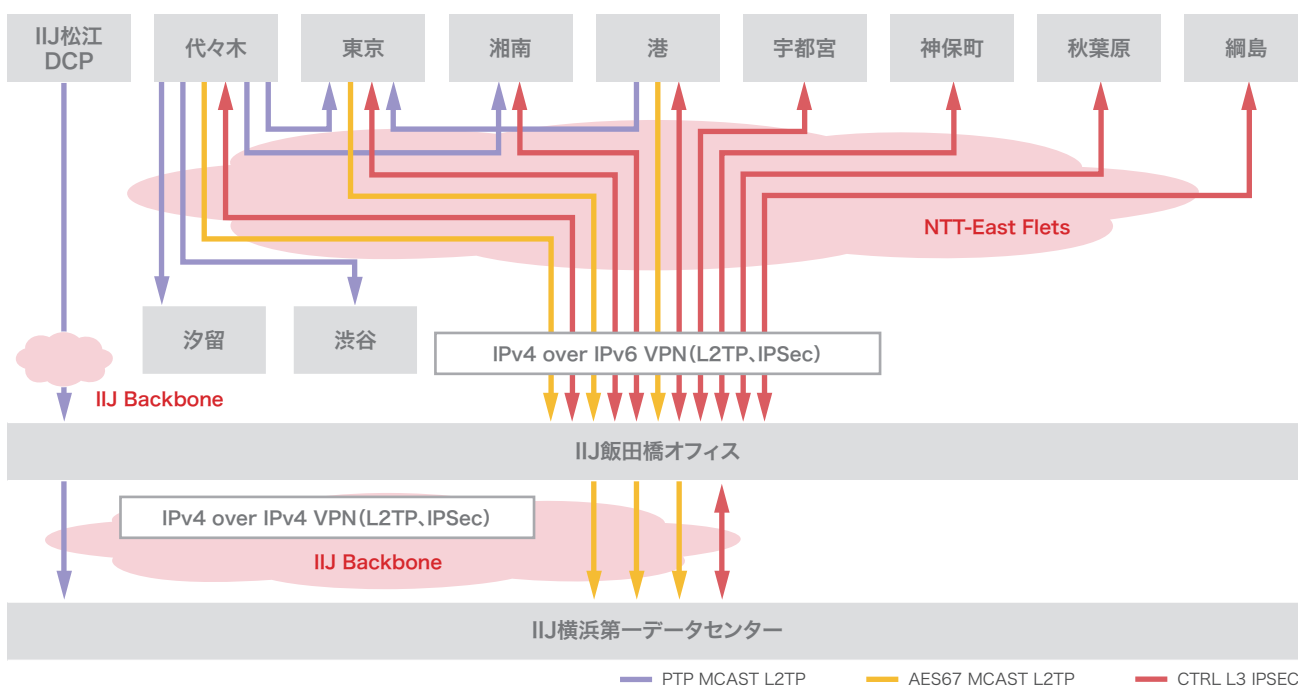 IIJ松江
DCP
代々木
東京
湘南
港
宇都宮
神保町
秋葉原
綱島
NTT-East Flets
汐留
渋谷
IPv4 over IPv6 VPN(L2TP、IPSec)
IIJ Backbone
IIJ飯田橋オフィス
IPv4 over IPv4 VPN(L2TP、IPSec)
IIJ Backbone
IIJ横浜第一データセンター
PTP MCAST L2TP
AES67 MCAST L2TP
CTRL L3 IPSEC